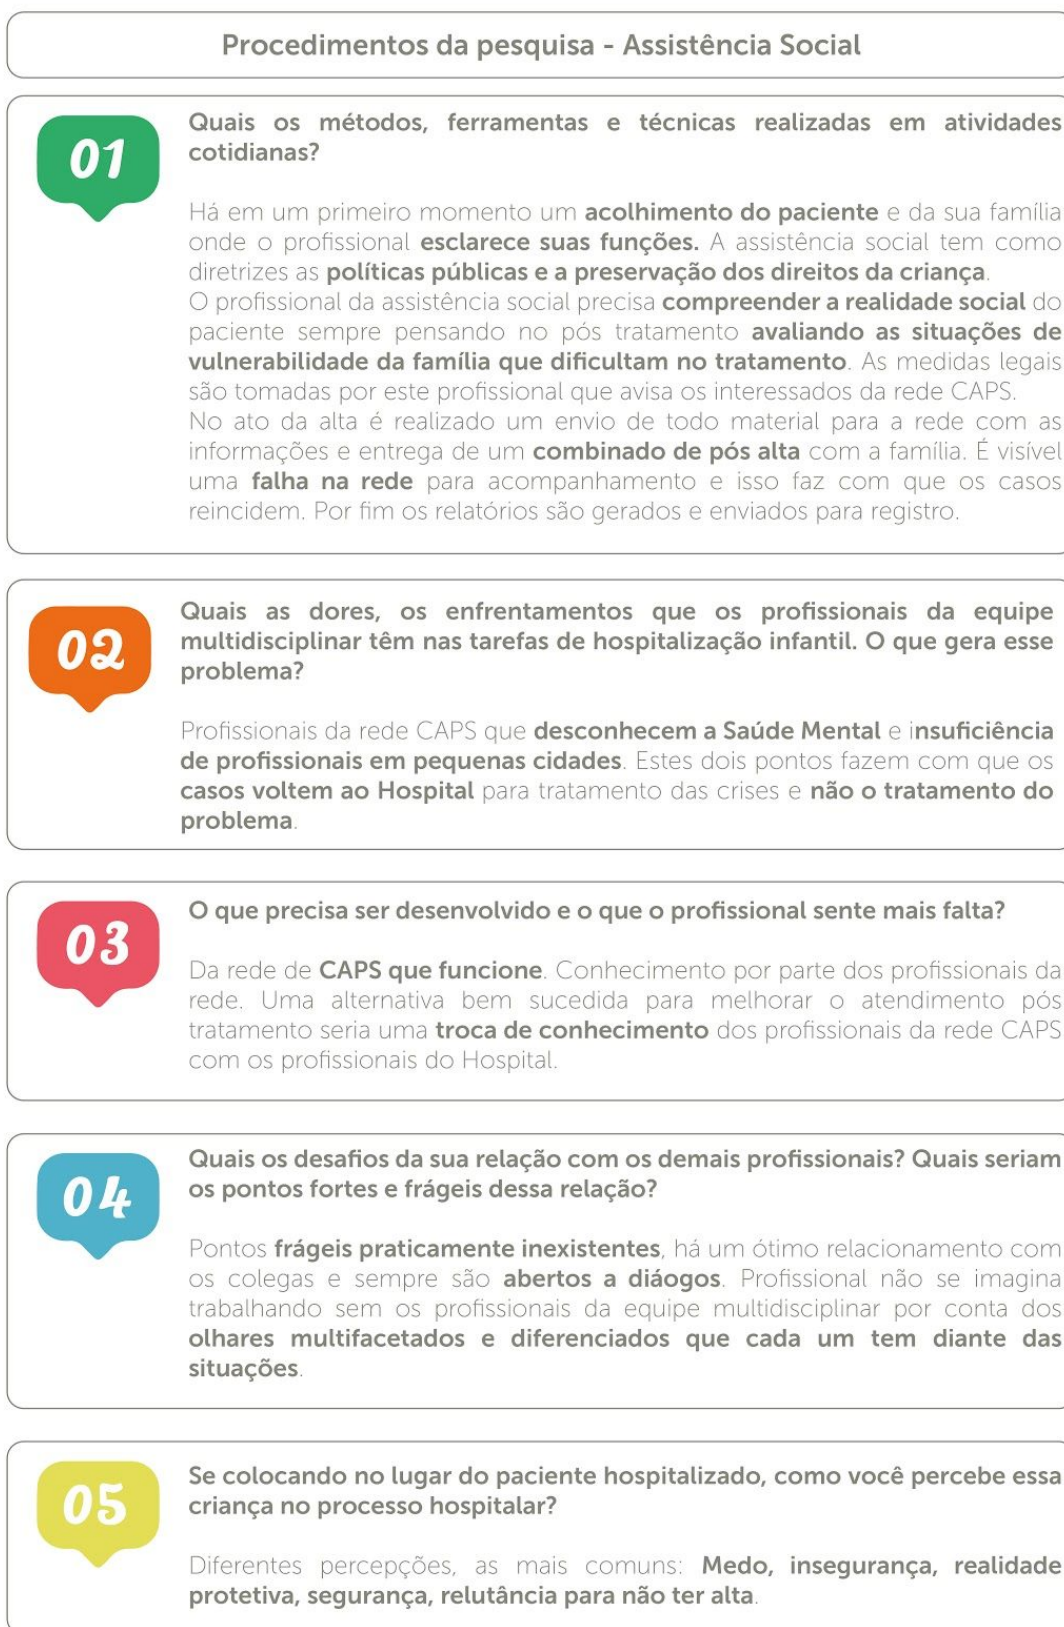 Procedimentos da pesquisa - Assistência Social
01
Quais os métodos, ferramentas e técnicas realizadas em atividades
cotidianas?
Há em um primeiro momento um acolhimento do paciente e da sua família
onde o profissional esclarece suas funções. A assistência social tem como
diretrizes as políticas públicas e a preservação dos direitos da criança.
O profissional da assistência social precisa compreender a realidade social do
paciente sempre pensando no pós tratamento avaliando as situações de
vulnerabilidade da família que dificultam no tratamento. As medidas legais
são tomadas por este profissional que avisa os interessados da rede CAPS.
No ato da alta é realizado um envio de todo material para a rede com as
informações e entrega de um combinado de pós alta com a família. É visível
uma falha na rede para acompanhamento e isso faz com que os casos
reincidem. Por fim os relatórios são gerados e enviados para registro.
02
Quais as dores, os enfrentamentos que os profissionais da equipe
multidisciplinar têm nas tarefas de hospitalização infantil. O que gera esse
problema?
Profissionais da rede CAPS que desconhecem a Saúde Mental e insuficiência
de profissionais em pequenas cidades. Estes dois pontos fazem com que os
casos voltem ao Hospital para tratamento das crises e não o tratamento do
problema.
03
O que precisa ser desenvolvido e o que o profissional sente mais falta?
Da rede de CAPS que funcione. Conhecimento por parte dos profissionais da
rede. Uma alternativa bem sucedida para melhorar o atendimento pós
tratamento seria uma troca de conhecimento dos profissionais da rede CAPS
com os profissionais do Hospital.
04
Quais os desafios da sua relação com os demais profissionais? Quais seriam
os pontos fortes e frágeis dessa relação?
Pontos frágeis praticamente inexistentes, há um ótimo relacionamento com
os colegas e sempre são abertos a diáogos. Profissional não se imagina
trabalhando sem os profissionais da equipe multidisciplinar por conta dos
olhares multifacetados e diferenciados que cada um tem diante das
situações.
05
Se colocando no lugar do paciente hospitalizado, como você percebe essa
criança no processo hospitalar?
Diferentes percepções, as mais comuns: Medo, insegurança, realidade
protetiva, segurança, relutância para não ter alta.